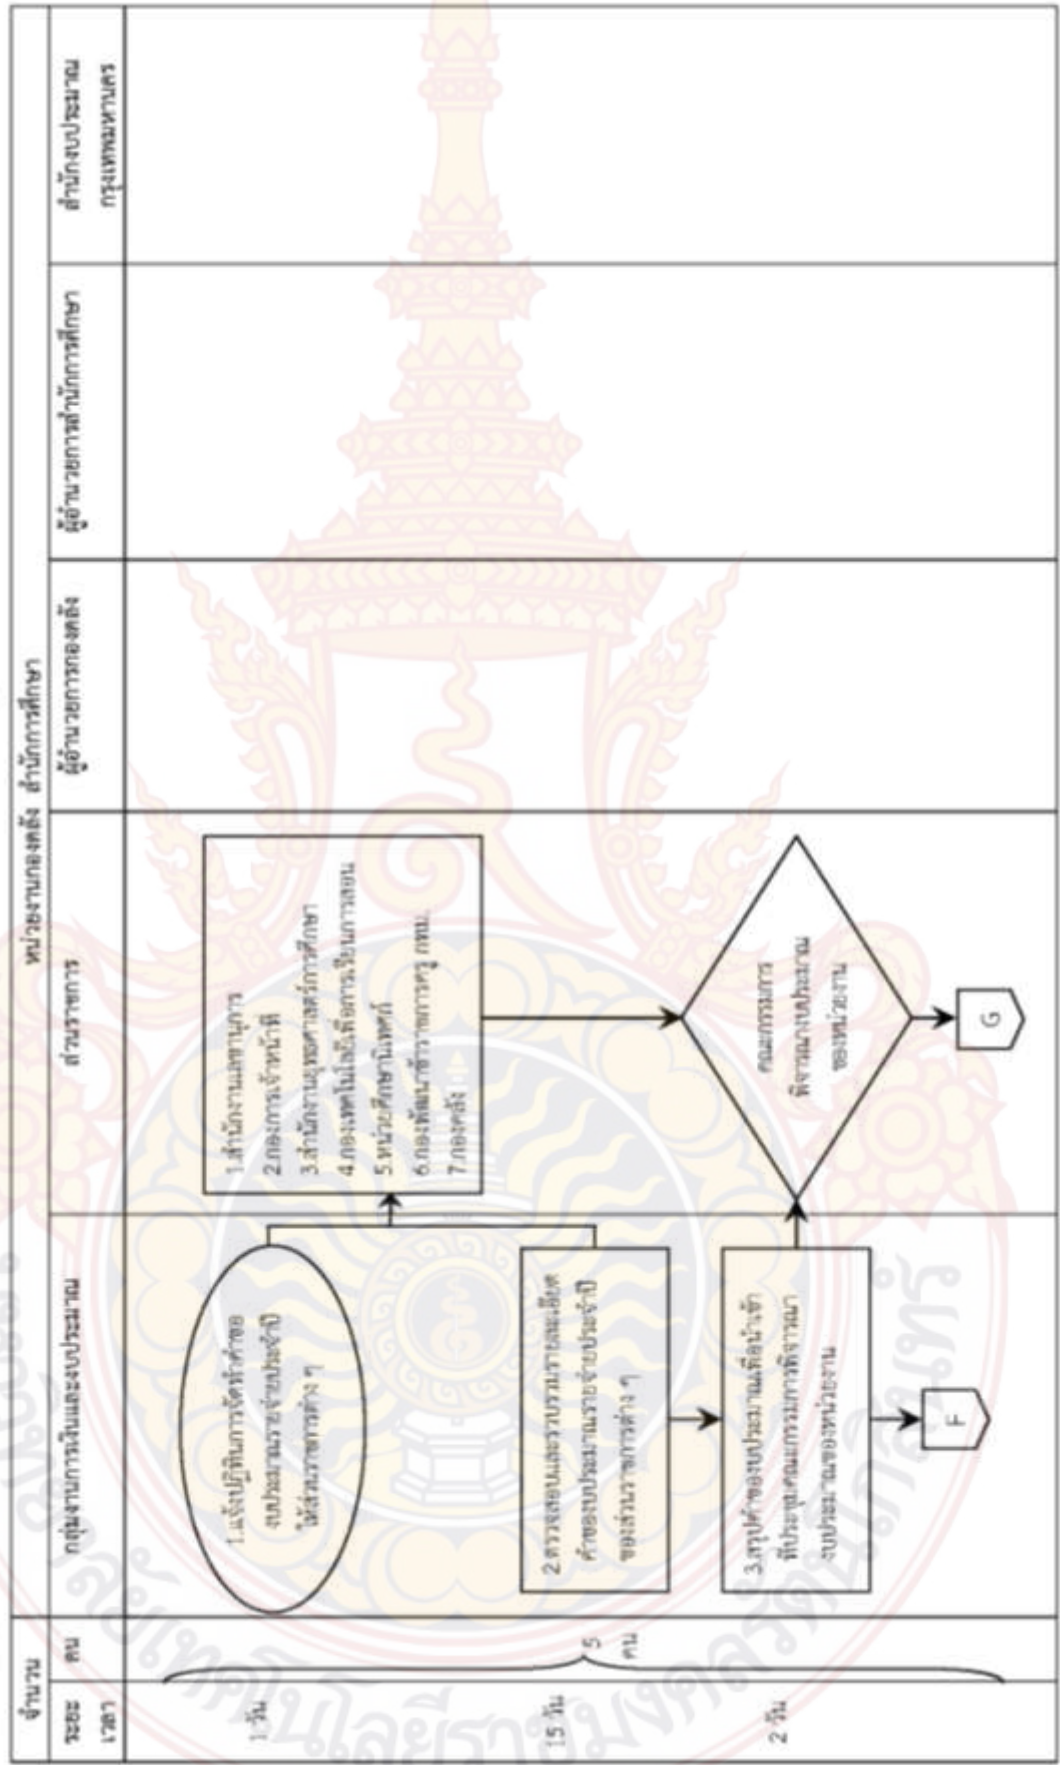 จำนวน
หน่วยงานกองคลัง สำนักการศึกษา
ระยะ
เวลา
คน
กลุ่มงานการเงินและงบประมาณ
ส่วนราชการ
ผู้อำนวยการกองคลัง
ผู้อำนวยการสำนักการศึกษา
สำนักงบประมาณ
กรุงเทพมหานคร
1 วัน
15 วัน
2 วัน
5
คน
1.แจ้งปฏิทินการจัดทำคำขอ
งบประมาณรายจ่ายประจำปี
ให้ส่วนราชการต่าง ๆ
1.สำนักงานเลขานุการ
2.กองการเจ้าหน้าที่
3.สำนักงานยุทธศาสตร์การศึกษา
4.กองเทคโนโลยีเพื่อการเรียนการสอน
5.หน่วยศึกษานิเทศก์
6.กองพัฒนาข้าราชการครู กทม.
7.กองคลัง
2.ตรวจสอบและรวบรวมรายละเอียด
คำของบประมาณรายจ่ายประจำปี
ของส่วนราชการต่าง ๆ
3.สรุปคำของบประมาณเพื่อนำเข้า
ที่ประชุมคณะกรรมการพิจารณา
งบประมาณของหน่วยงาน
คณะกรรมการ
พิจารณางบประมาณ
ของหน่วยงาน
F
G